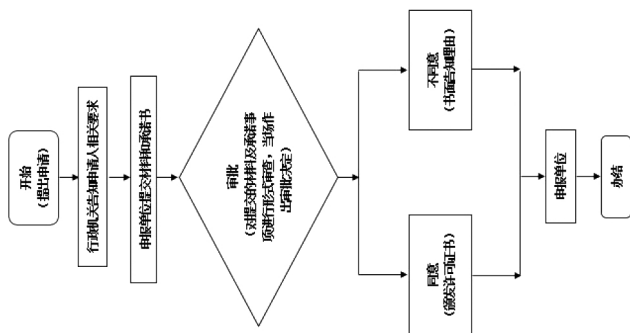 开始
（提出申请）
行政机关告知申请人相关要求
申报单位提交材料和承诺书
审批
（对提交的材料及承诺事
项进行形式审查，当场作
出审批决定）
不同意
（书面告知理由）
同意
（颁发许可证书）
申报单位
办结